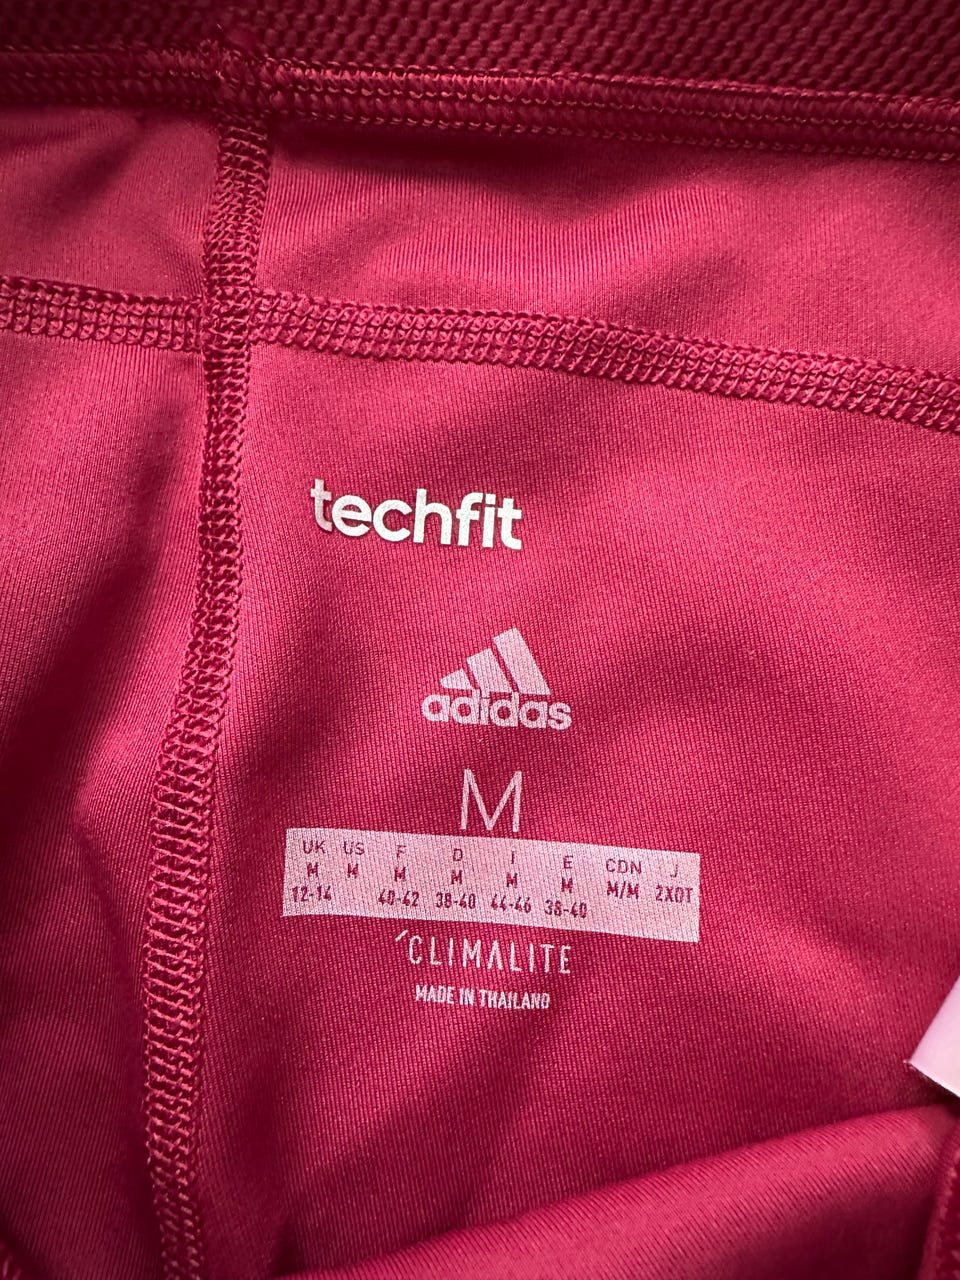 techfit
adidas
M
UK US F D I E CDN J
M M M M M M M/M 2XOT
12-14 40-42 38-40 44-46 38-40
CLIMALITE
MADE IN THAILAND